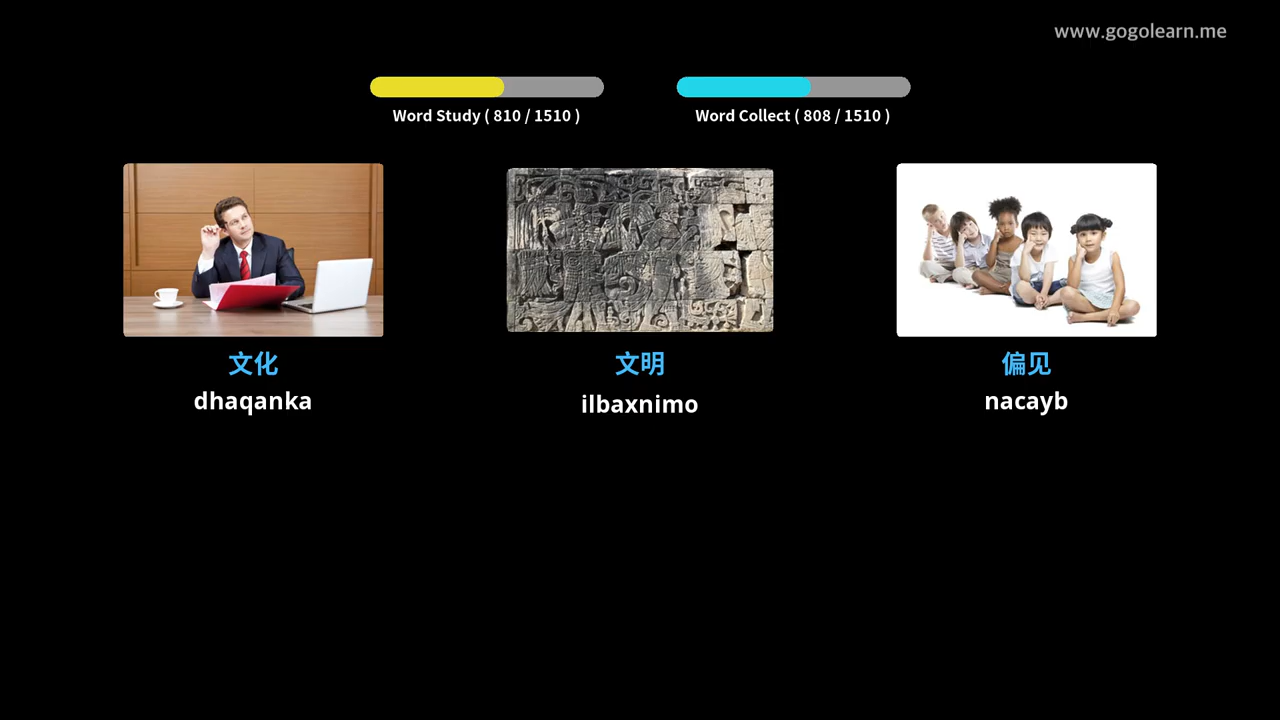 www.gogolearn.me
Word Study ( 810 / 1510 )
Word Collect ( 808 / 1510 )
文化
dhaqanka
文明
ilbaxnimo
偏见
nacayb